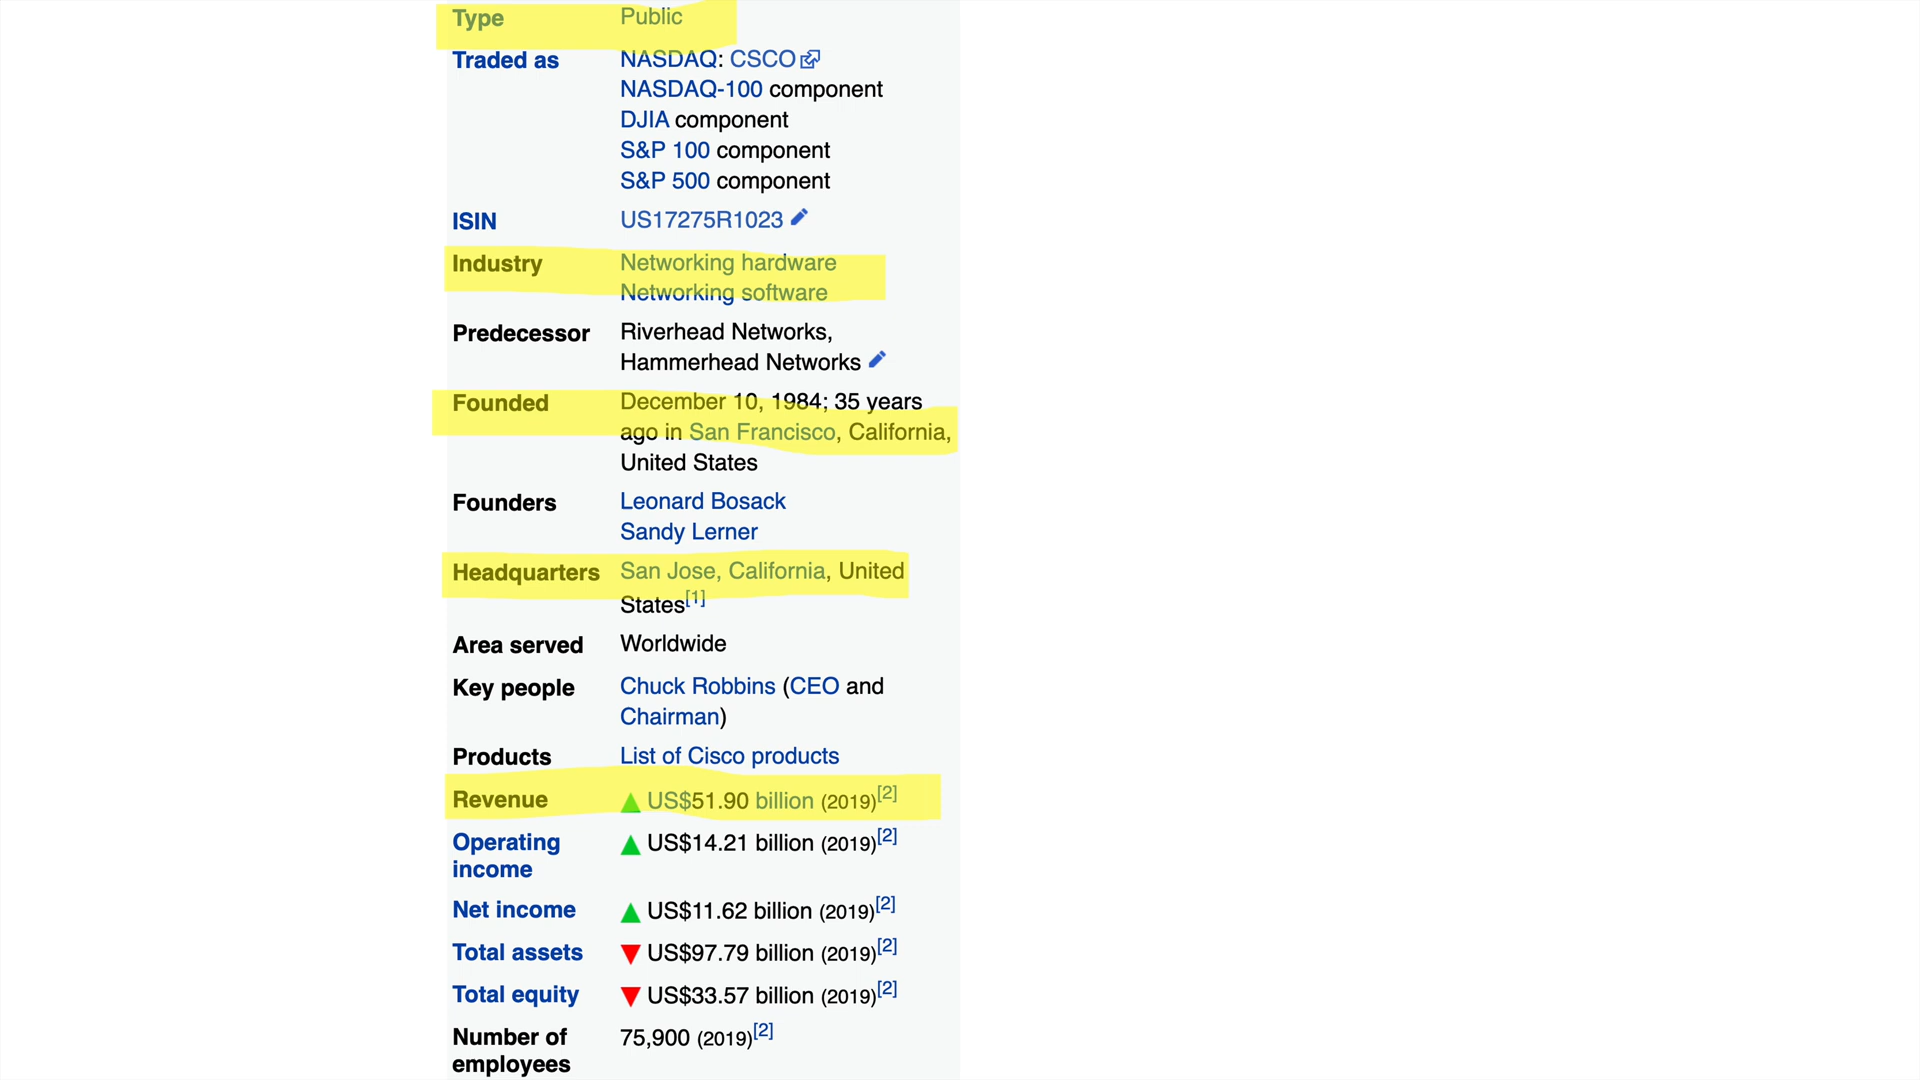 Type Public
Traded as NASDAQ: CSCO
NASDAQ-100 component
DJIA component
S&P 100 component
S&P 500 component
ISIN US17275R1023
Industry Networking hardware
Networking software
Predecessor Riverhead Networks,
Hammerhead Networks
Founded December 10, 1984; 35 years
ago in San Francisco, California,
United States
Founders Leonard Bosack
Sandy Lerner
Headquarters San Jose, California, United
States[1]
Area served Worldwide
Key people Chuck Robbins (CEO and
Chairman)
Products List of Cisco products
Revenue ▲ US$51.90 billion (2019)[2]
Operating ▲ US$14.21 billion (2019)[2]
income
Net income ▲ US$11.62 billion (2019)[2]
Total assets ▼ US$97.79 billion (2019)[2]
Total equity ▼ US$33.57 billion (2019)[2]
Number of 75,900 (2019)[2]
employees